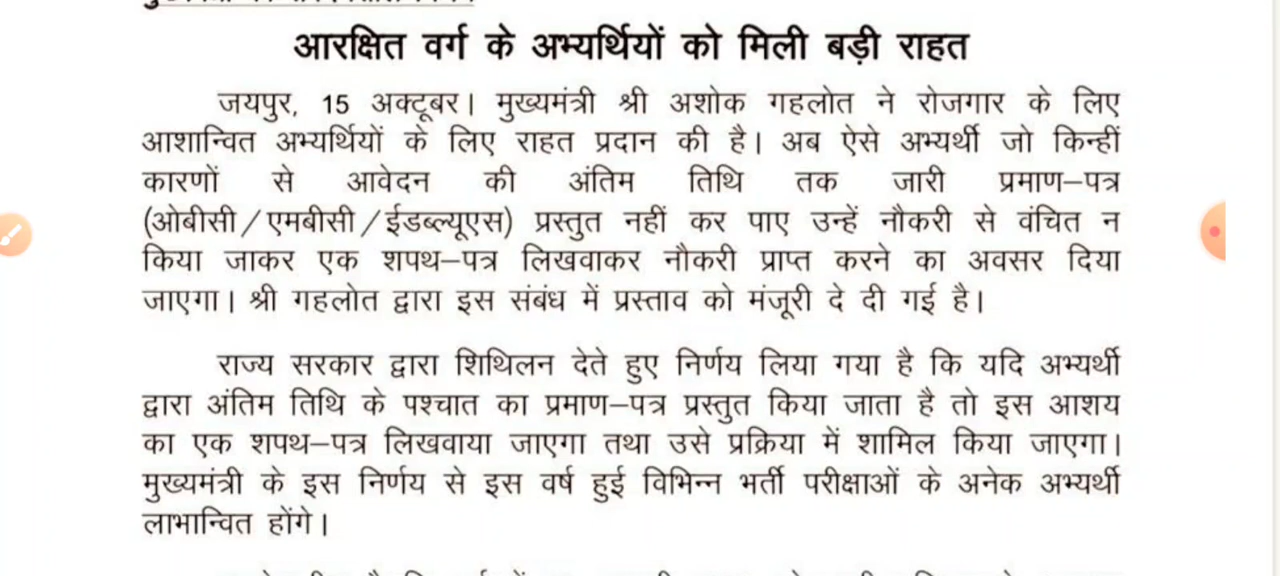 आरक्षित वर्ग के अभ्यर्थियों को मिली बड़ी राहत
जयपुर, 15 अक्टूबर। मुख्यमंत्री श्री अशोक गहलोत ने रोजगार के लिए
आशान्वित अभ्यर्थियों के लिए राहत प्रदान की है। अब ऐसे अभ्यर्थी जो किन्हीं
कारणों से आवेदन की अंतिम तिथि तक जारी प्रमाण–पत्र
(ओबीसी/एमबीसी/ईडब्ल्यूएस) प्रस्तुत नहीं कर पाए उन्हें नौकरी से वंचित न
किया जाकर एक शपथ–पत्र लिखवाकर नौकरी प्राप्त करने का अवसर दिया
जाएगा। श्री गहलोत द्वारा इस संबंध में प्रस्ताव को मंजूरी दे दी गई है।
राज्य सरकार द्वारा शिथिलन देते हुए निर्णय लिया गया है कि यदि अभ्यर्थी
द्वारा अंतिम तिथि के पश्चात का प्रमाण–पत्र प्रस्तुत किया जाता है तो इस आशय
का एक शपथ–पत्र लिखवाया जाएगा तथा उसे प्रक्रिया में शामिल किया जाएगा।
मुख्यमंत्री के इस निर्णय से इस वर्ष हुई विभिन्न भर्ती परीक्षाओं के अनेक अभ्यर्थी
लाभान्वित होंगे।